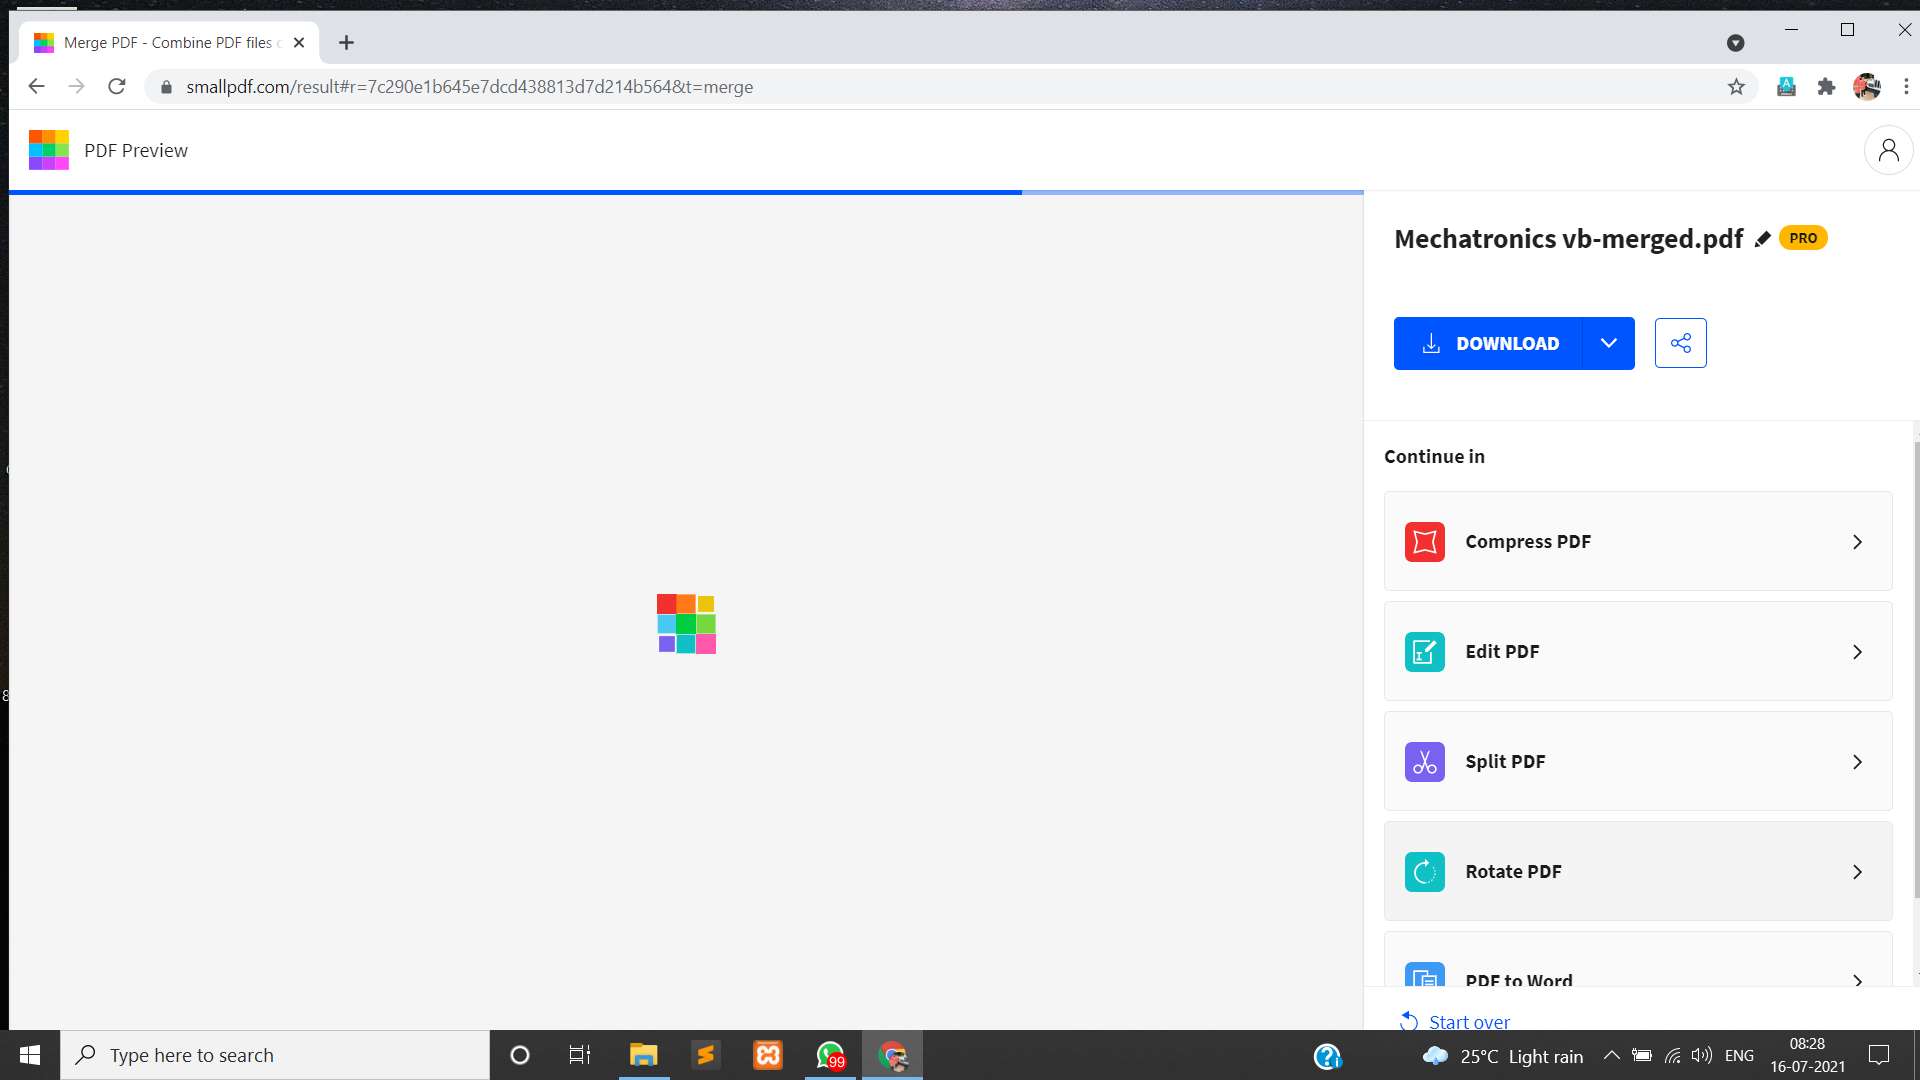 Merge PDF - Combine PDF files
smallpdf.com/result#r=7c290e1b645e7dcd438813d7d214b564&t=merge
PDF Preview
Mechatronics vb-merged.pdf PRO
DOWNLOAD
Continue in
Compress PDF
Edit PDF
Split PDF
Rotate PDF
PDF to Word
Start over
Type here to search
99
25°C Light rain
ENG
08:28
16-07-2021